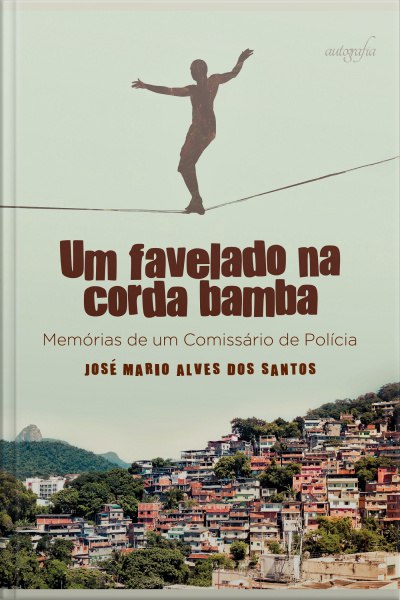 autografia
Um favelado na
corda bamba
Memórias de um Comissário de Polícia
JOSÉ MARIO ALVES DOS SANTOS